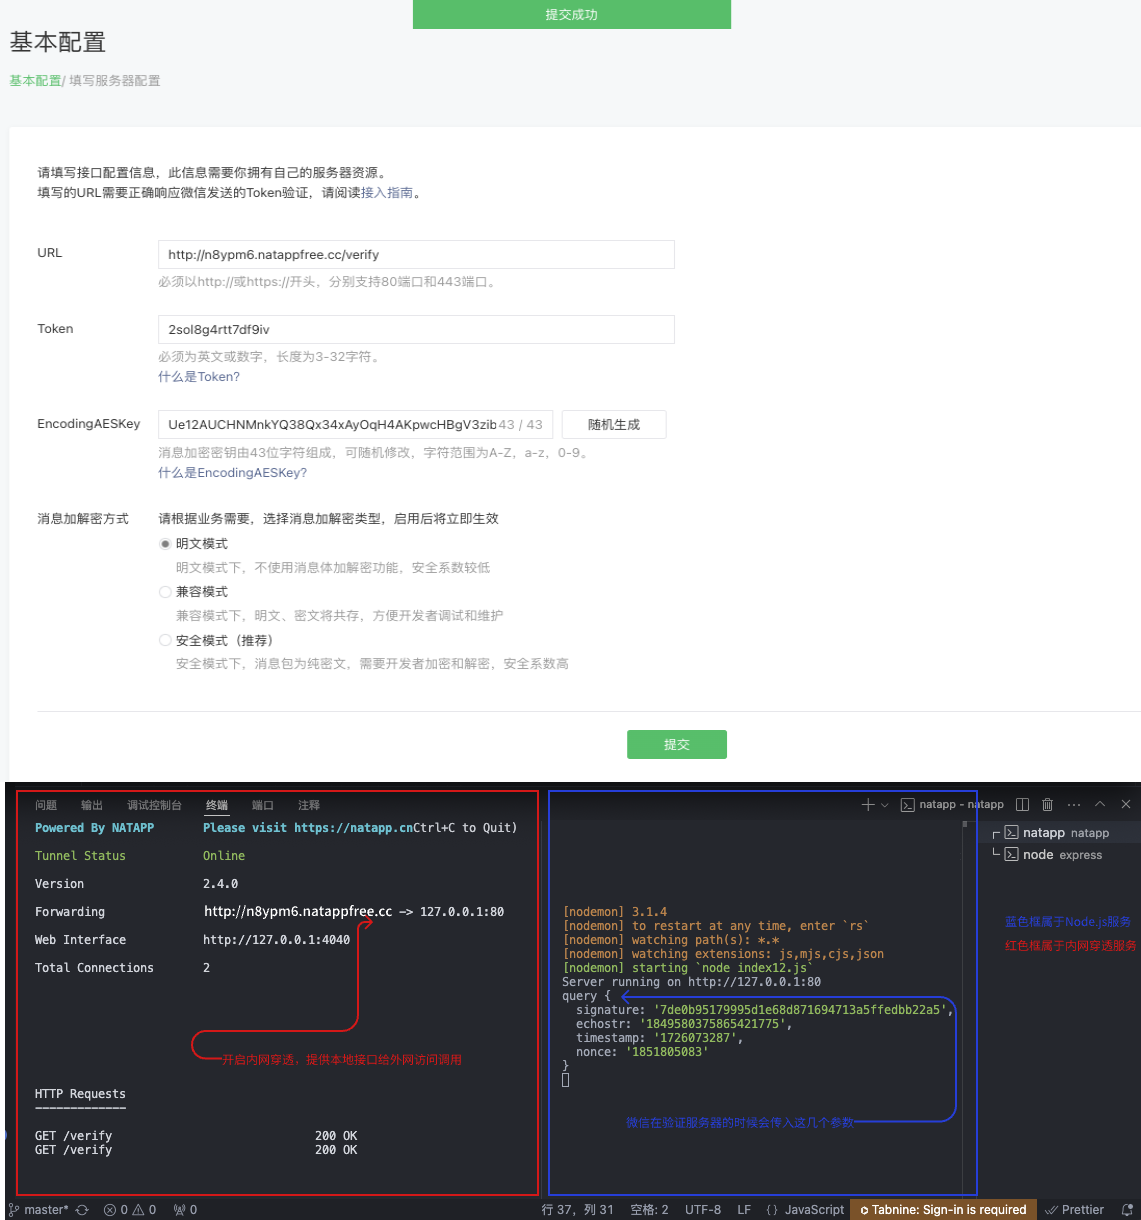 提交成功
基本配置
基本配置/ 填写服务器配置
请填写接口配置信息，此信息需要你拥有自己的服务器资源。
填写的URL需要正确响应微信发送的Token验证，请阅读接入指南。
URL
http://n8ypm6.natappfree.cc/verify
必须以http://或https://开头，分别支持80端口和443端口。
Token
2sol8g4rtt7df9iv
必须为英文或数字，长度为3-32字符。
什么是Token?
EncodingAESKey
Ue12AUCHNMnkYQ38Qx34xAyOqH4AKpwcHBgV3zib 43 / 43
随机生成
消息加密密钥由43位字符组成，可随机修改，字符范围为A-Z，a-z，0-9。
什么是EncodingAESKey?
消息加解密方式
请根据业务需要，选择消息加解密类型，启用后将立即生效
明文模式
明文模式下，不使用消息体加解密功能，安全系数较低
兼容模式
兼容模式下，明文、密文将共存，方便开发者调试和维护
安全模式（推荐）
安全模式下，消息包为纯密文，需要开发者加密和解密，安全系数高
提交
问题 输出 调试控制台 终端 端口 注释
natapp - natapp
Powered By NATAPP Please visit https://natapp.cnCtrl+C to Quit)
Tunnel Status Online
Version 2.4.0
Forwarding http://n8ypm6.natappfree.cc -> 127.0.0.1:80
Web Interface http://127.0.0.1:4040
Total Connections 2
开启内网穿透，提供本地接口给外网访问调用
HTTP Requests
-------------
GET /verify 200 OK
GET /verify 200 OK
[nodemon] 3.1.4
[nodemon] to restart at any time, enter `rs`
[nodemon] watching path(s): *.*
[nodemon] watching extensions: js,mjs,cjs,json
[nodemon] starting `node index12.js`
Server running on http://127.0.0.1:80
query {
signature: '7de0b95179995d1e68d871694713a5ffedbb22a5',
echostr: '1849580375865421775',
timestamp: '1726073287',
nonce: '1851805083'
}
微信在验证服务器的时候会传入这几个参数
natapp natapp
node express
蓝色框属于Node.js服务
红色框属于内网穿透服务
master* 0 0 0 行 37，列 31 空格: 2 UTF-8 LF {} JavaScript Tabnine: Sign-in is required Prettier